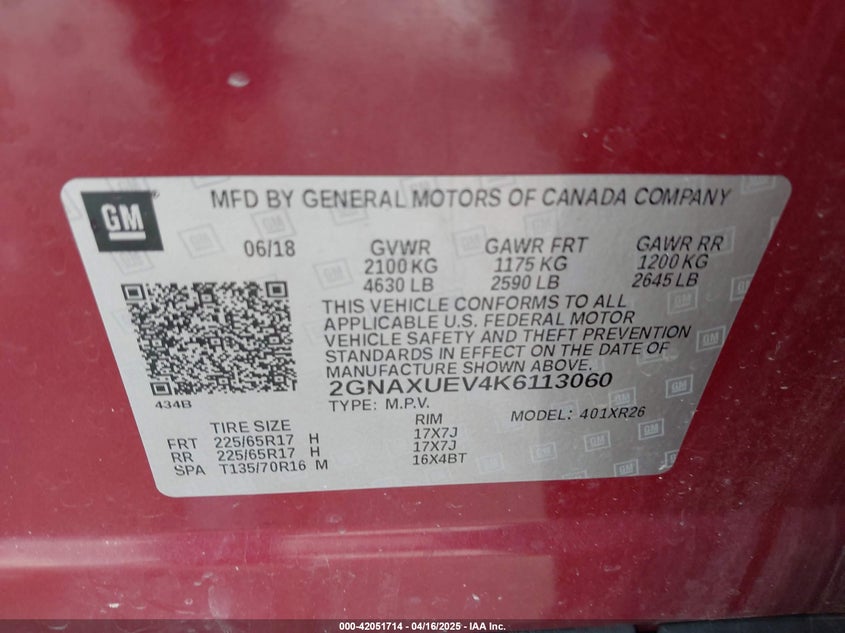 GM
MFD BY GENERAL MOTORS OF CANADA COMPANY
06/18 GVWR GAWR FRT GAWR RR
2100 KG 1175 KG 1200 KG
4630 LB 2590 LB 2645 LB
THIS VEHICLE CONFORMS TO ALL
APPLICABLE U.S. FEDERAL MOTOR
VEHICLE SAFETY AND THEFT PREVENTION
STANDARDS IN EFFECT ON THE DATE OF
MANUFACTURE SHOWN ABOVE.
2GNAXUEV4K6113060
434B
TYPE: M.P.V. MODEL: 401XR26
TIRE SIZE RIM
FRT 225/65R17 H 17X7J
RR 225/65R17 H 17X7J
SPA T135/70R16 M 16X4BT
000-42051714 - 04/16/2025 - IAA Inc.